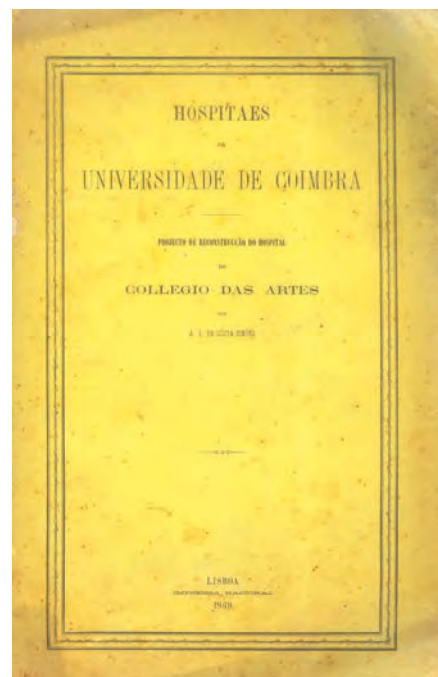 HOSPITAES
DA
UNIVERSIDADE DE COIMBRA
PROJECTO DE RECONSTRUCÇÃO DO HOSPITAL
DO
COLLEGIO DAS ARTES
POR
A. A. DA COSTA SIMÕES
LISBOA
IMPRENSA NACIONAL
1869